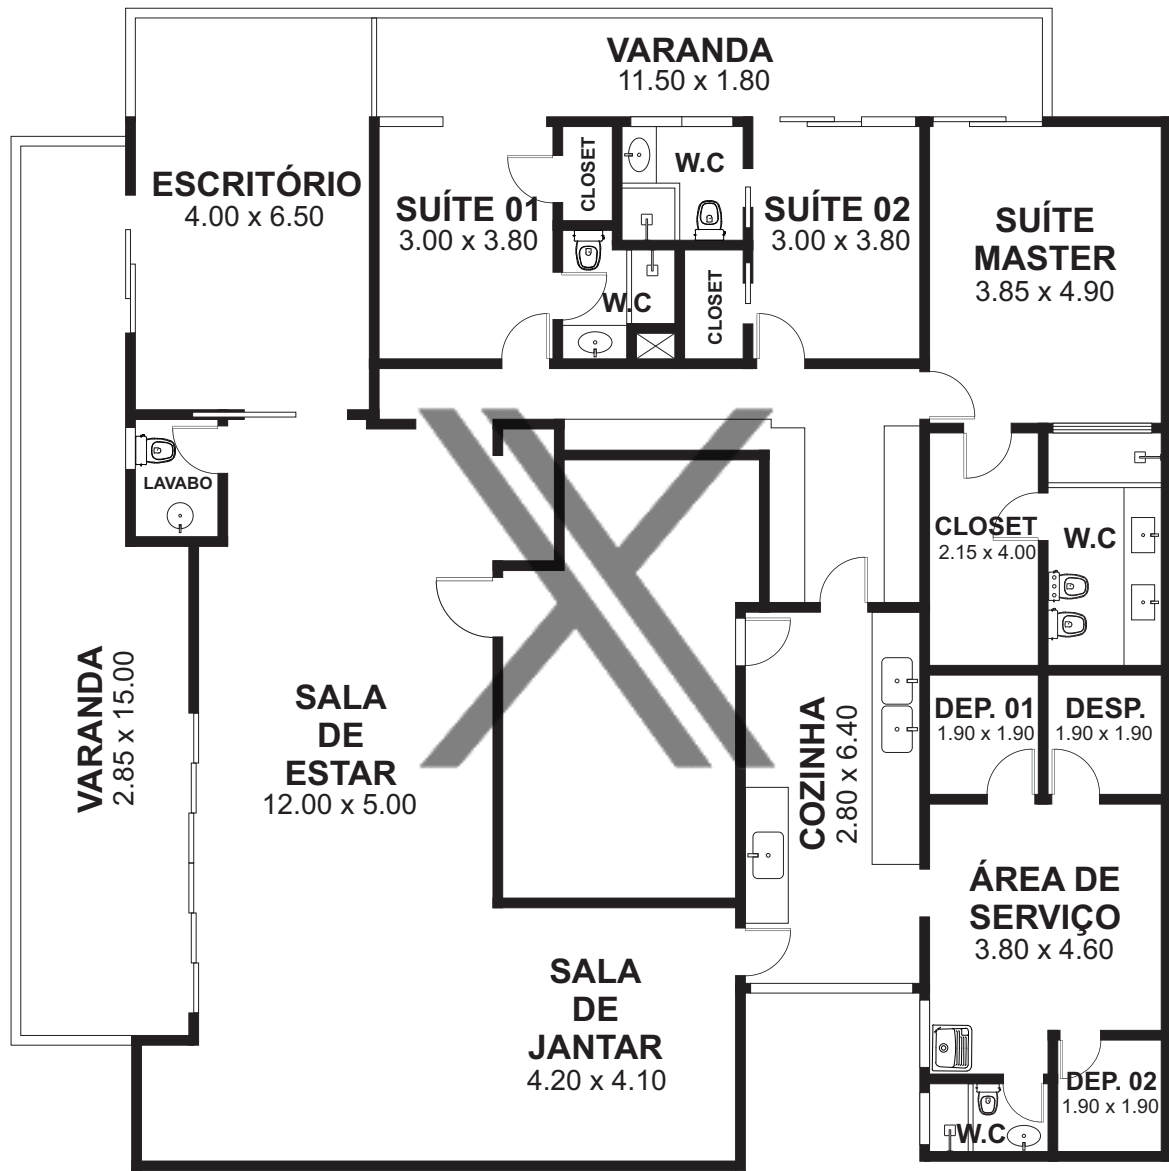 VARANDA
11.50 x 1.80
ESCRITÓRIO
4.00 x 6.50
SUÍTE 01
3.00 x 3.80
CLOSET
W.C
SUÍTE 02
3.00 x 3.80
SUÍTE
MASTER
3.85 x 4.90
W.C
CLOSET
LAVABO
CLOSET
2.15 x 4.00
W.C
VARANDA
2.85 x 15.00
SALA
DE
ESTAR
12.00 x 5.00
COZINHA
2.80 x 6.40
DEP. 01
1.90 x 1.90
DESP.
1.90 x 1.90
ÁREA DE
SERVIÇO
3.80 x 4.60
SALA
DE
JANTAR
4.20 x 4.10
DEP. 02
1.90 x 1.90
W.C